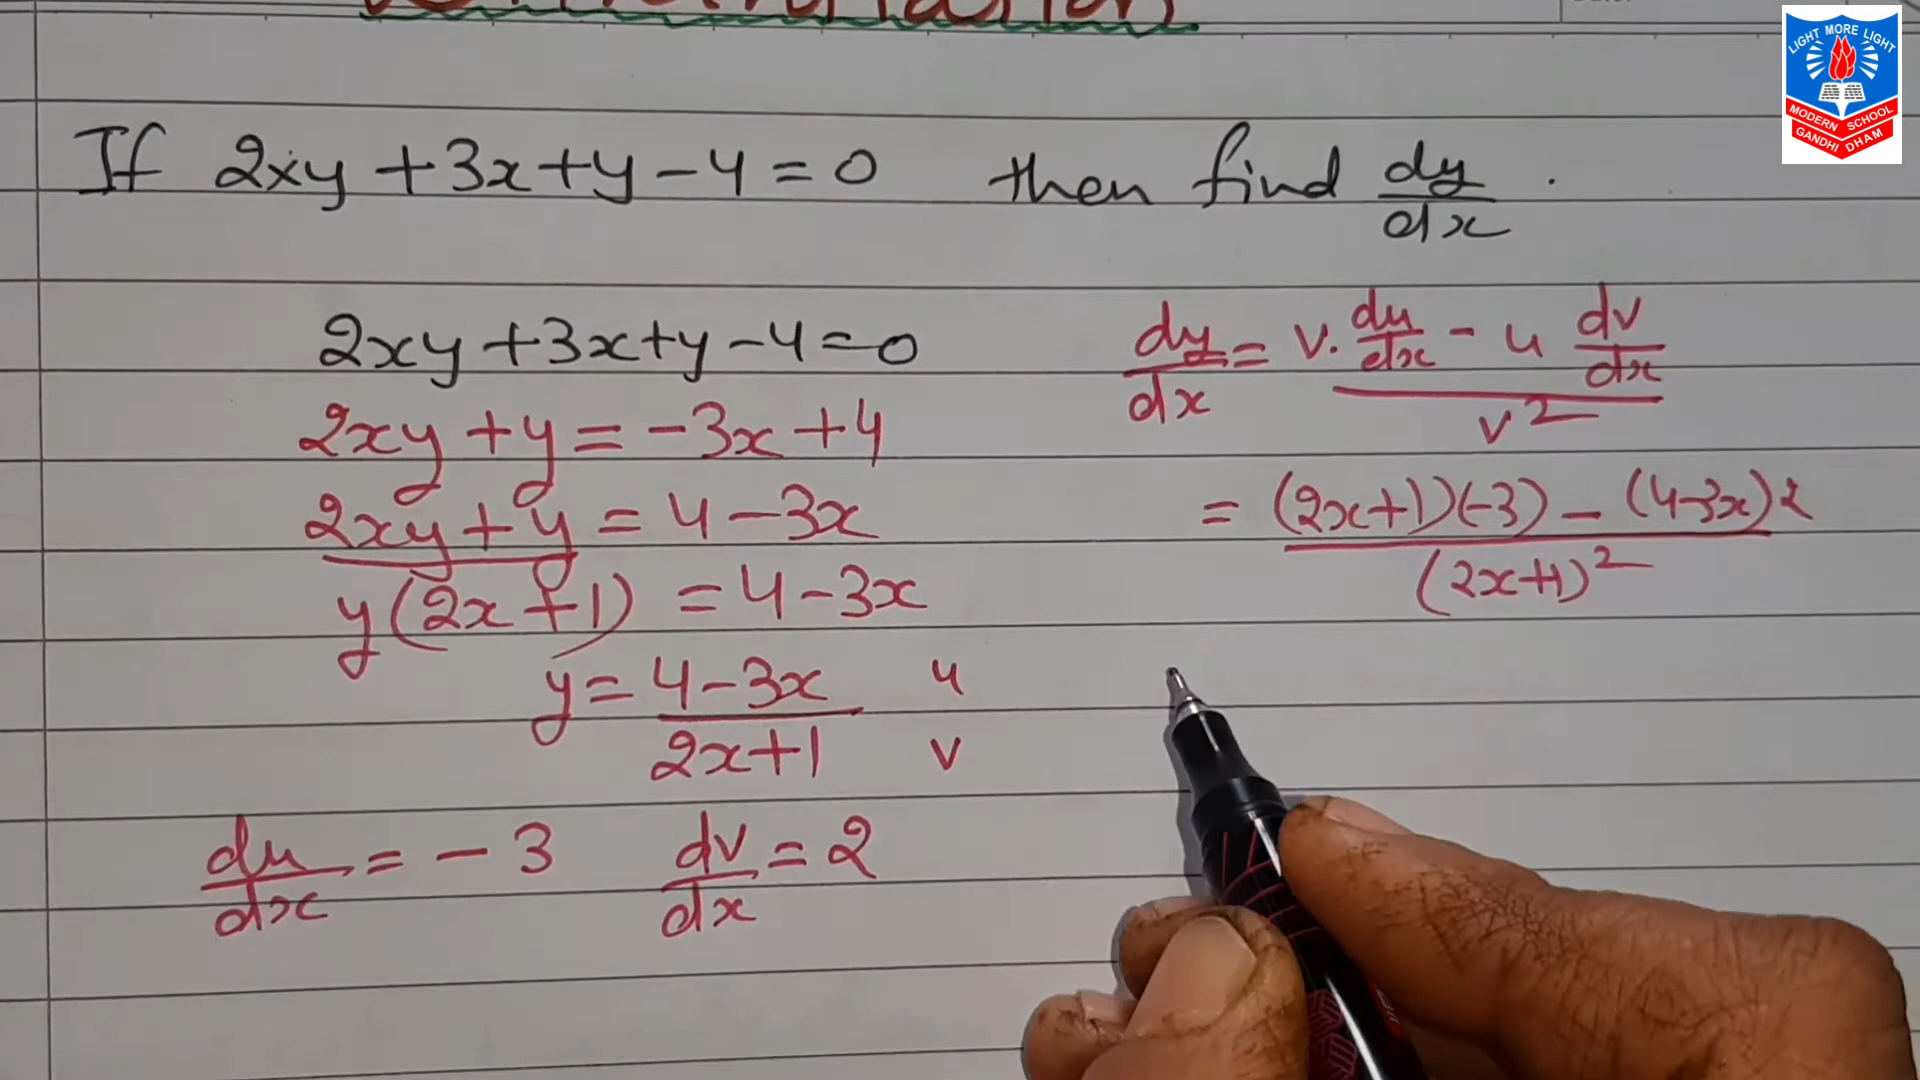 If 2xy + 3x + y - 4 = 0 then find dy/dx .
2xy + 3x + y - 4 = 0
2xy + y = -3x + 4
2xy + y = 4 - 3x
y(2x + 1) = 4 - 3x
y = 4 - 3x / 2x + 1
u
v
du/dx = -3 dv/dx = 2
dy/dx = v. du/dx - u dv/dx / v²
= (2x+1)(-3) - (4-3x)2 / (2x+1)²
LIGHT MORE LIGHT
MODERN SCHOOL
GANDHI DHAM